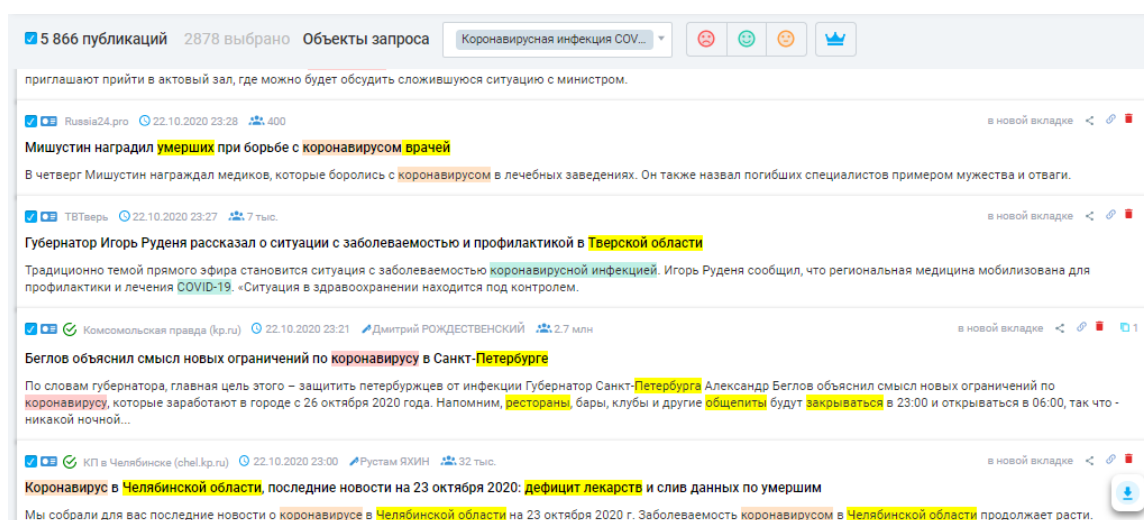 5 866 публикаций 2878 выбрано Объекты запроса Коронавирусная инфекция COV...
приглашают прийти в актовый зал, где можно будет обсудить сложившуюся ситуацию с министром.
Russia24.pro 22.10.2020 23:28 400 в новой вкладке
Мишустин наградил умерших при борьбе с коронавирусом врачей
В четверг Мишустин награждал медиков, которые боролись с коронавирусом в лечебных заведениях. Он также назвал погибших специалистов примером мужества и отваги.
ТВТверь 22.10.2020 23:27 7 тыс. в новой вкладке
Губернатор Игорь Руденя рассказал о ситуации с заболеваемостью и профилактикой в Тверской области
Традиционно темой прямого эфира становится ситуация с заболеваемостью коронавирусной инфекцией. Игорь Руденя сообщил, что региональная медицина мобилизована для
профилактики и лечения COVID-19. «Ситуация в здравоохранении находится под контролем.
Комсомольская правда (kp.ru) 22.10.2020 23:21 Дмитрий РОЖДЕСТВЕНСКИЙ 2.7 млн в новой вкладке 1
Беглов объяснил смысл новых ограничений по коронавирусу в Санкт-Петербурге
По словам губернатора, главная цель этого – защитить петербуржцев от инфекции Губернатор Санкт-Петербурга Александр Беглов объяснил смысл новых ограничений по
коронавирусу, которые заработают в городе с 26 октября 2020 года. Напомним, рестораны, бары, клубы и другие общепиты будут закрываться в 23:00 и открываться в 06:00, так что -
никакой ночной...
КП в Челябинске (chel.kp.ru) 22.10.2020 23:00 Рустам ЯХИН 32 тыс. в новой вкладке
Коронавирус в Челябинской области, последние новости на 23 октября 2020: дефицит лекарств и слив данных по умершим
Мы собрали для вас последние новости о коронавирусе в Челябинской области на 23 октября 2020 г. Заболеваемость коронавирусом в Челябинской области продолжает расти.